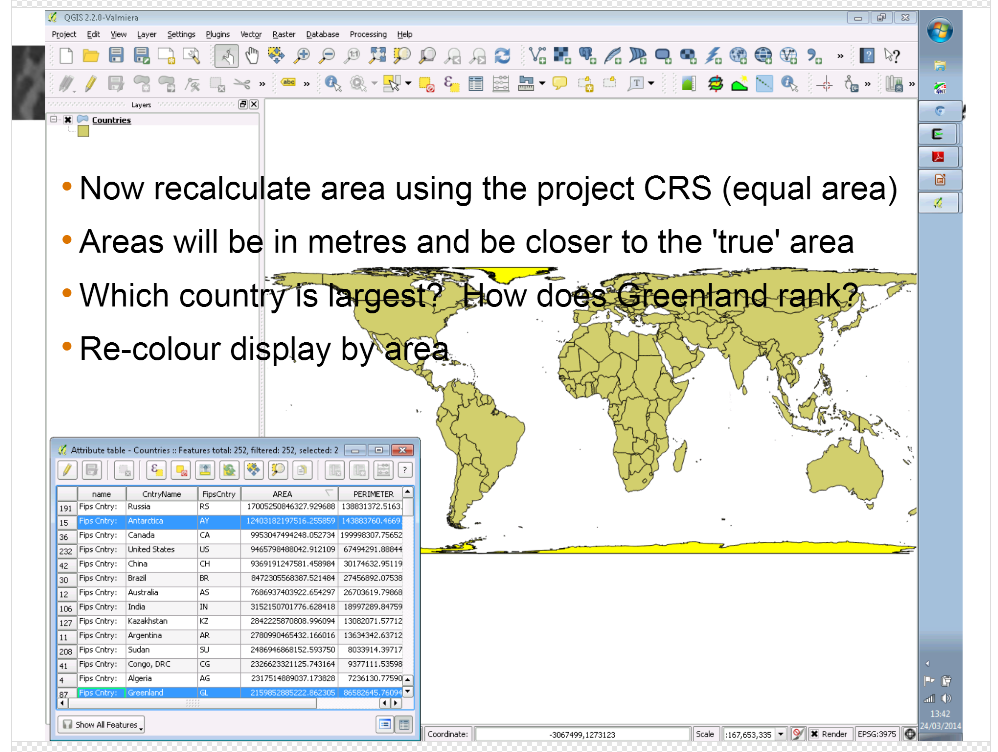 QGIS 2.2.0-Valmiera
Project Edit View Layer Settings Plugins Vector Raster Database Processing Help
Layers
Countries
• Now recalculate area using the project CRS (equal area)
• Areas will be in metres and be closer to the 'true' area
• Which country is largest? How does Greenland rank?
• Re-colour display by area
Attribute table - Countries :: Features total: 252, filtered: 252, selected: 2
name CntryName FipsCntry AREA PERIMETER
191 Fips Cntry: Russia RS 17005250846327.929688 138831372.5163
15 Fips Cntry: Antarctica AY 12403182197516.255859 143883760.4669
36 Fips Cntry: Canada CA 9953047494248.052734 199998307.75652
232 Fips Cntry: United States US 9465798488042.912109 67494291.88844
42 Fips Cntry: China CH 9369191247581.458984 30174632.95119
30 Fips Cntry: Brazil BR 8472305568387.521484 27456892.07538
12 Fips Cntry: Australia AS 7686937403922.654297 26703619.79868
106 Fips Cntry: India IN 3152150701776.628418 18997289.84759
127 Fips Cntry: Kazakhstan KZ 2842225870808.996094 13082071.57712
11 Fips Cntry: Argentina AR 2780990465432.166016 13634342.63712
208 Fips Cntry: Sudan SU 2486946868152.593750 8033914.39717
41 Fips Cntry: Congo, DRC CG 2326623321125.743164 9377111.53598
4 Fips Cntry: Algeria AG 2317514889037.173828 7236130.77590
87 Fips Cntry: Greenland GL 2159852885222.862305 86582645.76094
Show All Features
Coordinate: -3067499,1273123 Scale :167,653,335 Render EPSG:3975
13:42
24/03/2014